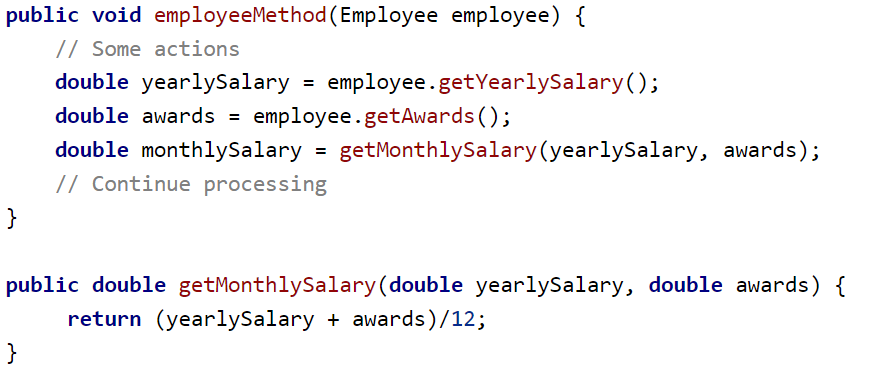 public void employeeMethod(Employee employee) {
    // Some actions
    double yearlySalary = employee.getYearlySalary();
    double awards = employee.getAwards();
    double monthlySalary = getMonthlySalary(yearlySalary, awards);
    // Continue processing
}

public double getMonthlySalary(double yearlySalary, double awards) {
     return (yearlySalary + awards)/12;
}